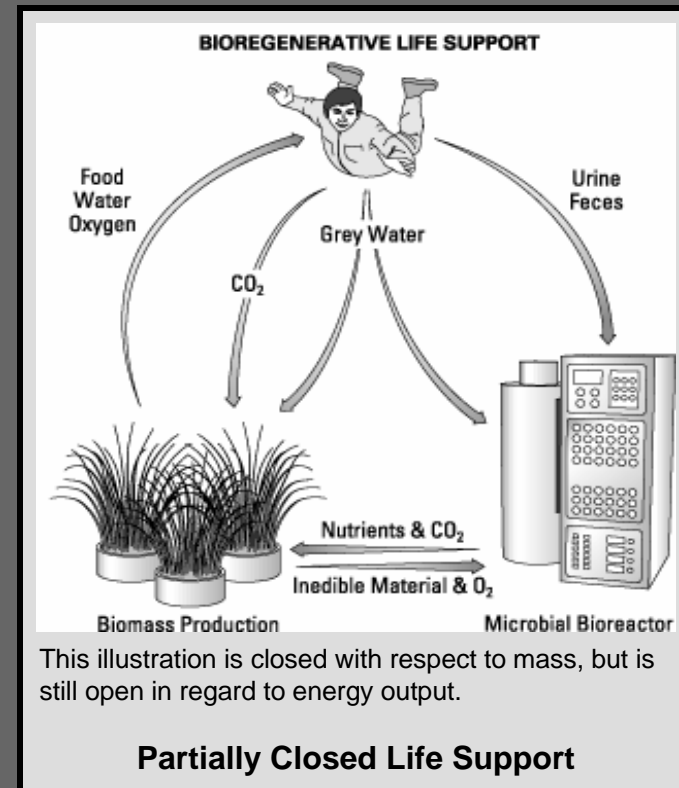 BIOREGENERATIVE LIFE SUPPORT
Food
Water
Oxygen
Urine
Feces
Grey Water
CO₂
Nutrients & CO₂
Inedible Material & O₂
Biomass Production
Microbial Bioreactor
This illustration is closed with respect to mass, but is
still open in regard to energy output.
Partially Closed Life Support